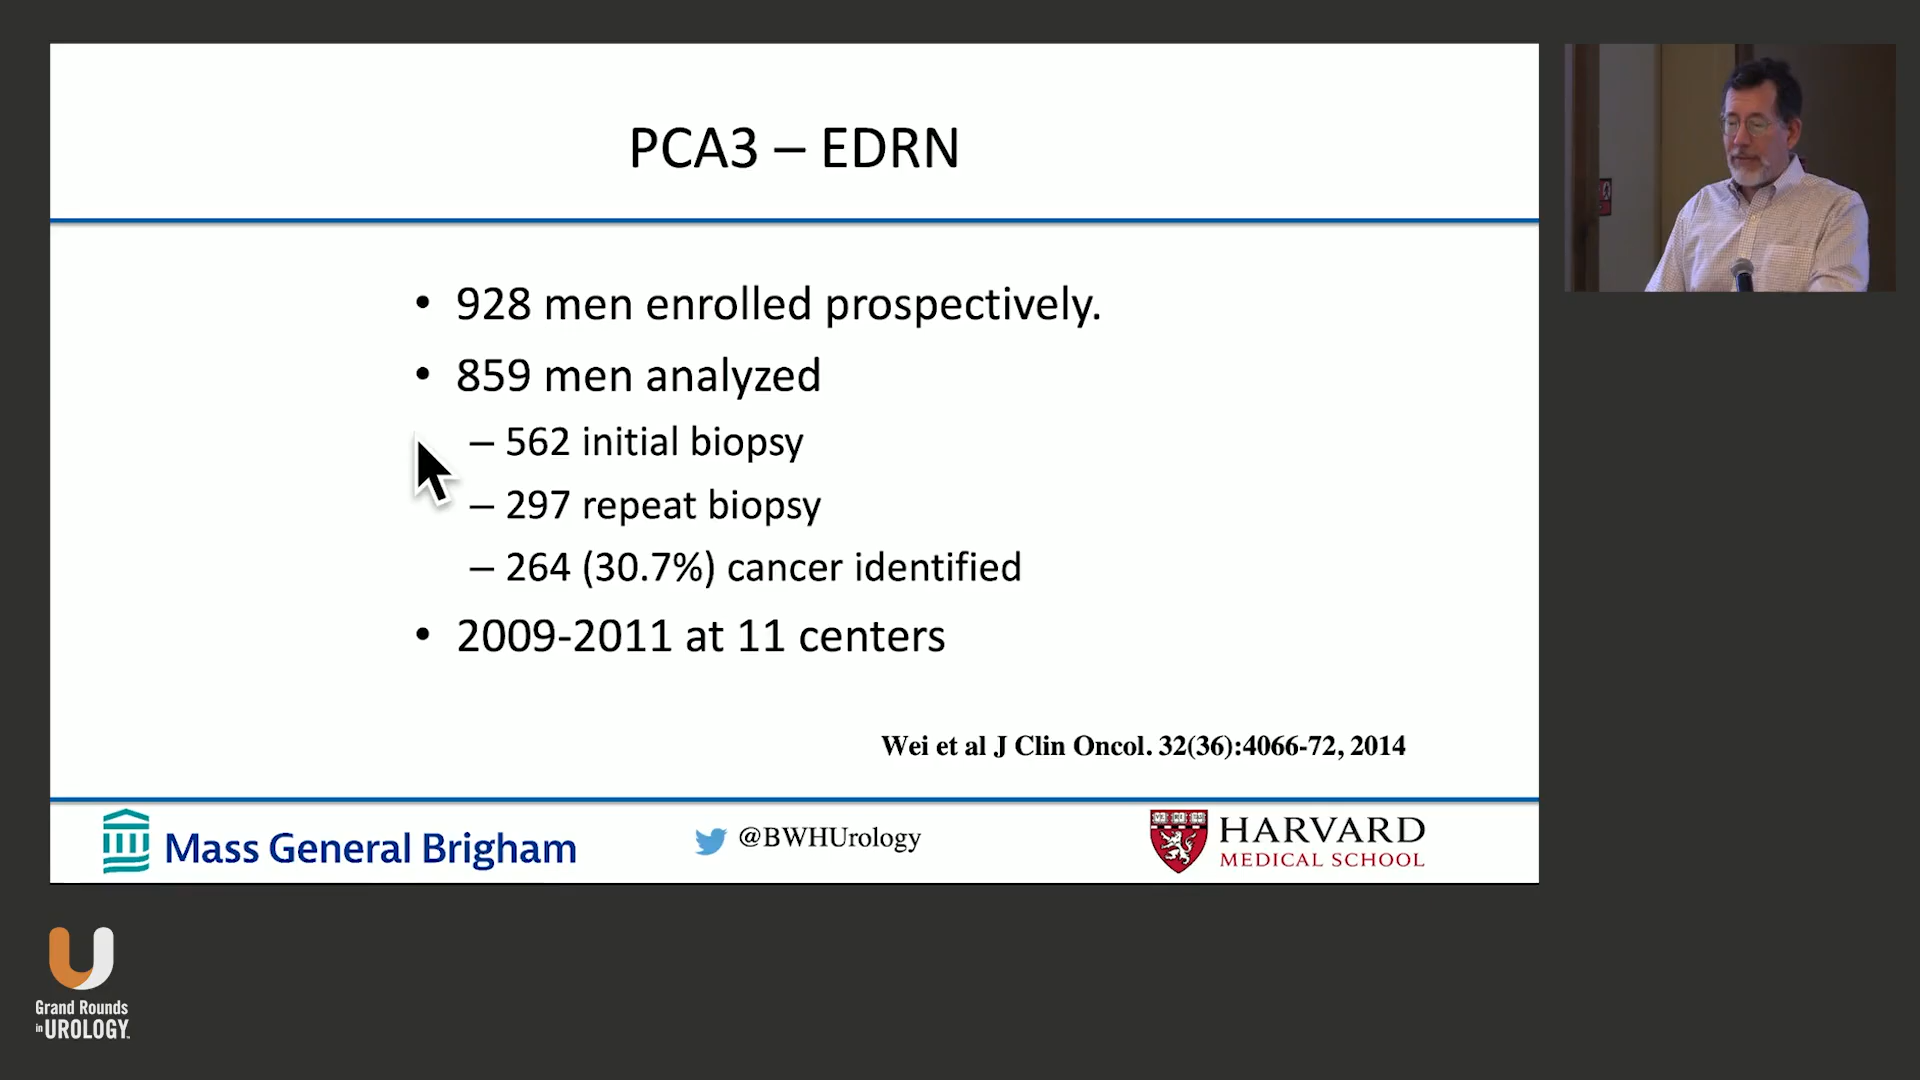 PCA3 – EDRN
• 928 men enrolled prospectively.
• 859 men analyzed
– 562 initial biopsy
– 297 repeat biopsy
– 264 (30.7%) cancer identified
• 2009-2011 at 11 centers
Wei et al J Clin Oncol. 32(36):4066-72, 2014
Mass General Brigham
@BWHUrology
HARVARD
MEDICAL SCHOOL
Grand Rounds
in UROLOGY